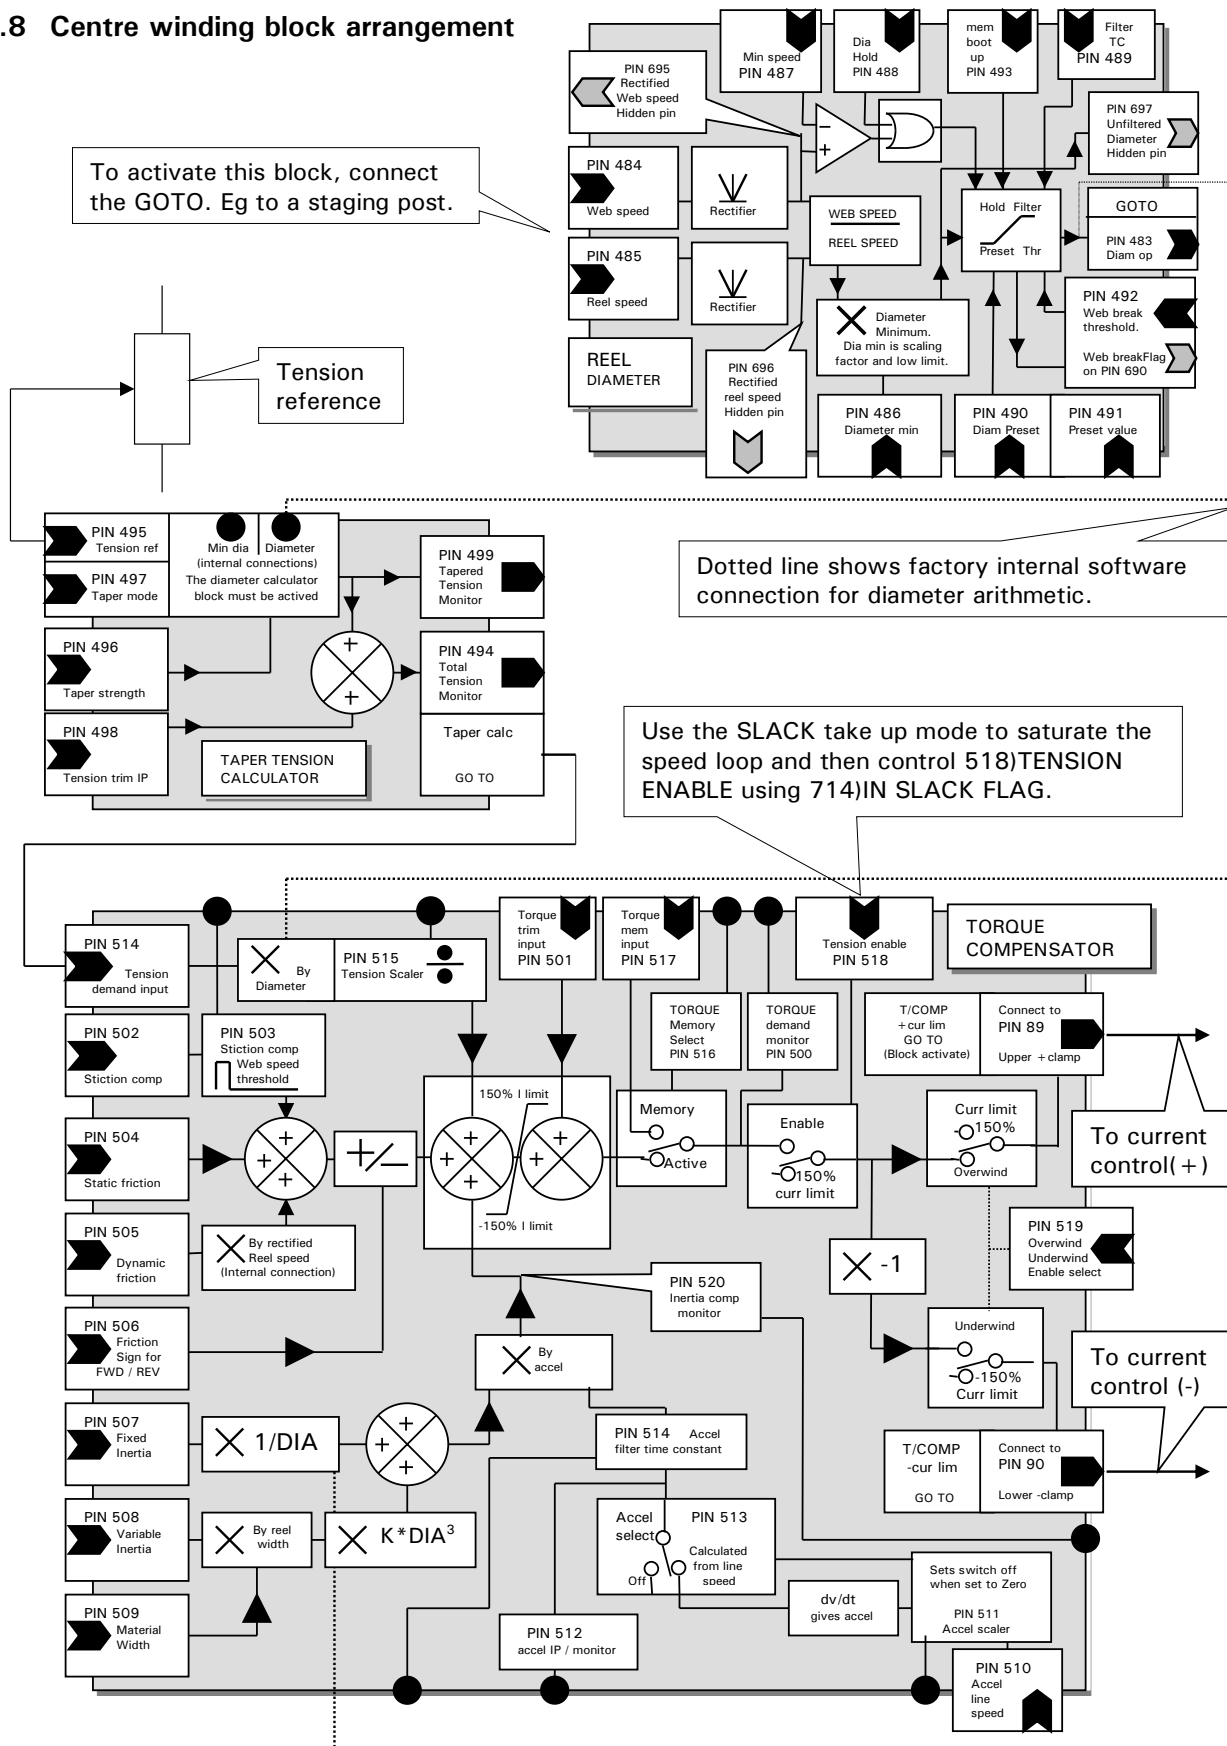 .8 Centre winding block arrangement
To activate this block, connect
the GOTO. Eg to a staging post.
Tension
reference
PIN 695
Rectified
Web speed
Hidden pin
Min speed
PIN 487
Dia
Hold
PIN 488
mem
boot
up
PIN 493
Filter
TC
PIN 489
PIN 697
Unfiltered
Diameter
Hidden pin
−
+
PIN 484
Web speed
Rectifier
WEB SPEED
REEL SPEED
Hold Filter
Preset Thr
GOTO
PIN 483
Diam op
PIN 485
Reel speed
Rectifier
Diameter
Minimum.
Dia min is scaling
factor and low limit.
PIN 492
Web break
threshold.
Web breakFlag
on PIN 690
REEL
DIAMETER
PIN 696
Rectified
reel speed
Hidden pin
PIN 486
Diameter min
PIN 490
Diam Preset
PIN 491
Preset value
Dotted line shows factory internal software
connection for diameter arithmetic.
PIN 495
Tension ref
PIN 497
Taper mode
Min dia
Diameter
(internal connections)
The diameter calculator
block must be actived
PIN 499
Tapered
Tension
Monitor
PIN 496
Taper strength
+
+
PIN 494
Total
Tension
Monitor
PIN 498
Tension trim IP
TAPER TENSION
CALCULATOR
Taper calc
GO TO
Use the SLACK take up mode to saturate the
speed loop and then control 518)TENSION
ENABLE using 714)IN SLACK FLAG.
PIN 514
Tension
demand input
By
Diameter
PIN 515
Tension Scaler
Torque
trim
input
PIN 501
Torque
mem
input
PIN 517
Tension enable
PIN 518
TORQUE
COMPENSATOR
PIN 502
Stiction comp
PIN 503
Stiction comp
Web speed
threshold
TORQUE
Memory
Select
PIN 516
TORQUE
demand
monitor
PIN 500
T/COMP
+cur lim
GO TO
(Block activate)
Connect to
PIN 89
Upper +clamp
PIN 504
Static friction
+
+
+
+/−
150% I limit
+
+
+
+
+
-150% I limit
Memory
Active
Enable
150%
curr limit
Curr limit
150%
Overwind
To current
control(+)
PIN 505
Dynamic
friction
By rectified
Reel speed
(Internal connection)
PIN 519
Overwind
Underwind
Enable select
-1
PIN 520
Inertia comp
monitor
PIN 506
Friction
Sign for
FWD / REV
By
accel
Underwind
-150%
Curr limit
To current
control (-)
PIN 507
Fixed
Inertia
1/DIA
+
+
+
PIN 514 Accel
filter time constant
T/COMP
-cur lim
GO TO
Connect to
PIN 90
Lower -clamp
PIN 508
Variable
Inertia
By reel
width
K*DIA³
Accel
select
Off
PIN 513
Calculated
from line
speed
Sets switch off
when set to Zero
PIN 511
Accel scaler
dv/dt
gives accel
PIN 509
Material
Width
PIN 512
accel IP / monitor
PIN 510
Accel
line
speed